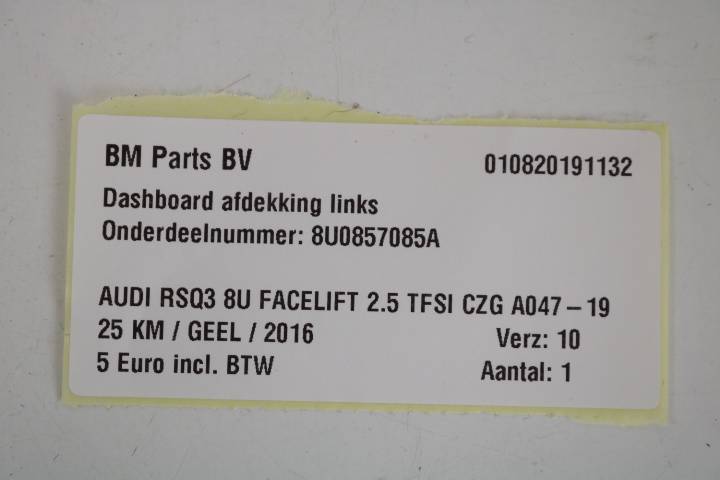 BM Parts BV 010820191132
Dashboard afdekking links
Onderdeelnummer: 8U0857085A
AUDI RSQ3 8U FACELIFT 2.5 TFSI CZG A047 – 19
25 KM / GEEL / 2016 Verz: 10
5 Euro incl. BTW Aantal: 1